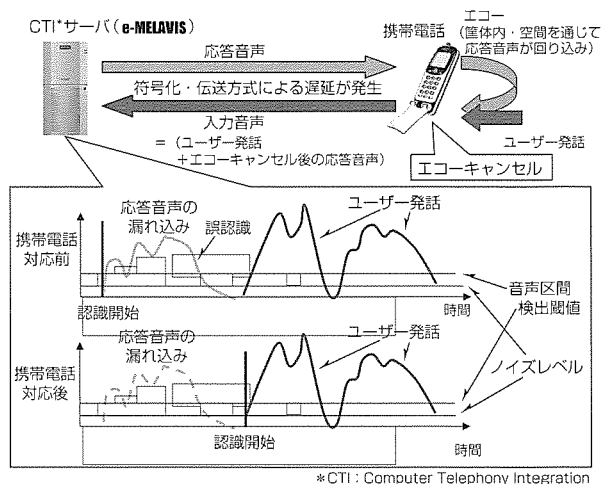 CTI*サーバ(e-MELAVIS)
応答音声
携帯電話
エコー
(筐体内・空間を通じて
応答音声が回り込み)
符号化・伝送方式による遅延が発生
入力音声
=(ユーザー発話
+エコーキャンセル後の応答音声)
ユーザー発話
エコーキャンセル
携帯電話
対応前
応答音声の
漏れ込み
誤認識
ユーザー発話
音声区間
検出閾値
認識開始
時間
携帯電話
対応後
応答音声の
漏れ込み
ユーザー発話
ノイズレベル
認識開始
時間
*CTI:Computer Telephony Integration